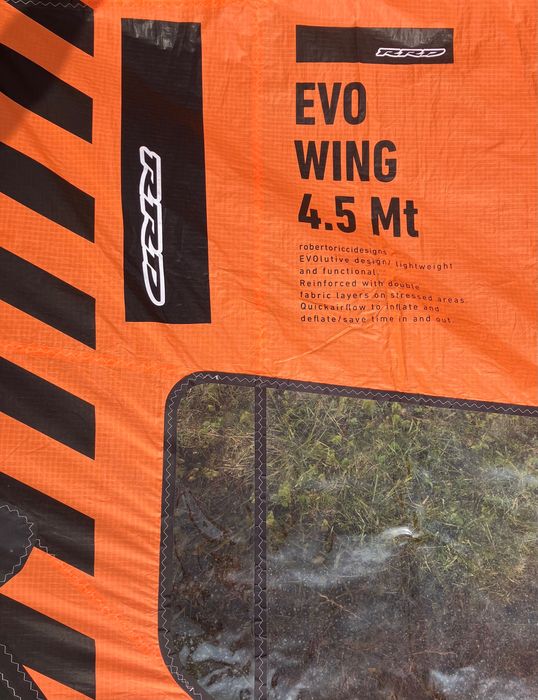 RRD
RRD
EVO
WING
4.5 Mt
robertoriccidesigns
EVOlutive design/ lightweight
and functional.
Reinforced with double
fabric layers on stressed areas.
Quickairflow to inflate and
deflate/save time in and out.